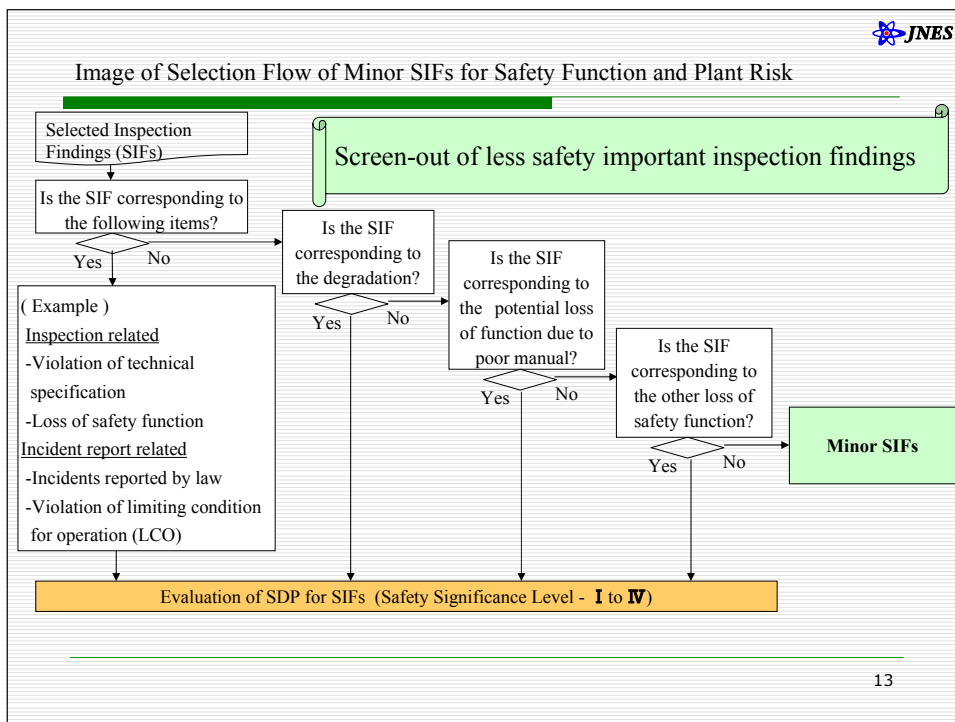 JNES
Image of Selection Flow of Minor SIFs for Safety Function and Plant Risk
Selected Inspection
Findings (SIFs)
Screen-out of less safety important inspection findings
Is the SIF corresponding to
the following items?
Yes
No
Is the SIF
corresponding to
the degradation?
Yes
No
Is the SIF
corresponding to
the potential loss
of function due to
poor manual?
Yes
No
Is the SIF
corresponding to
the other loss of
safety function?
Yes
No
Minor SIFs
( Example )
Inspection related
-Violation of technical
specification
-Loss of safety function
Incident report related
-Incidents reported by law
-Violation of limiting condition
for operation (LCO)
Evaluation of SDP for SIFs (Safety Significance Level - Ⅰ to Ⅳ)
13